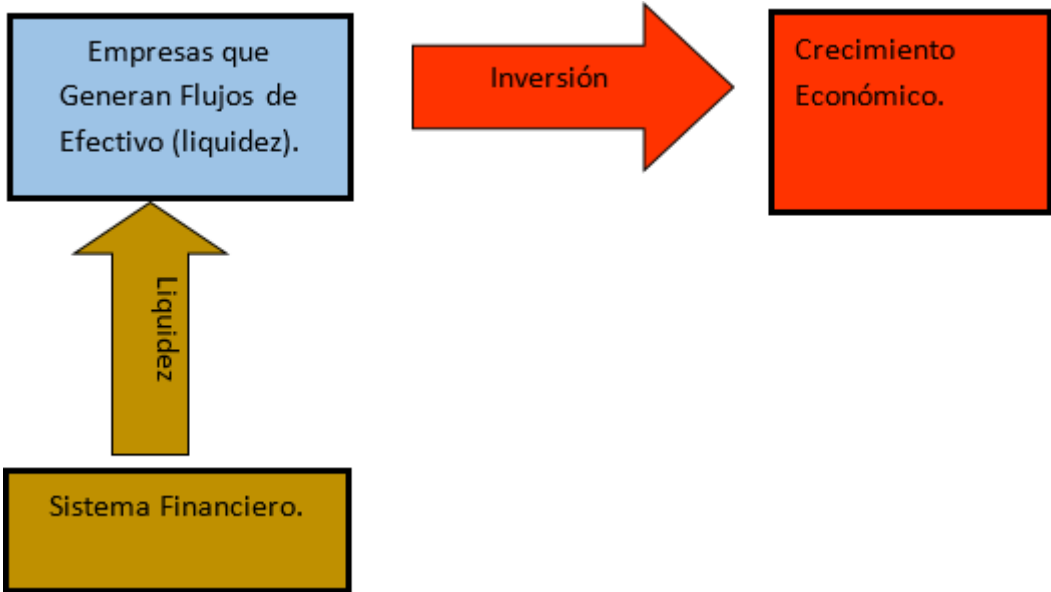 Empresas que
Generan Flujos de
Efectivo (liquidez).
Inversión
Crecimiento
Económico.
Liquidez
Sistema Financiero.